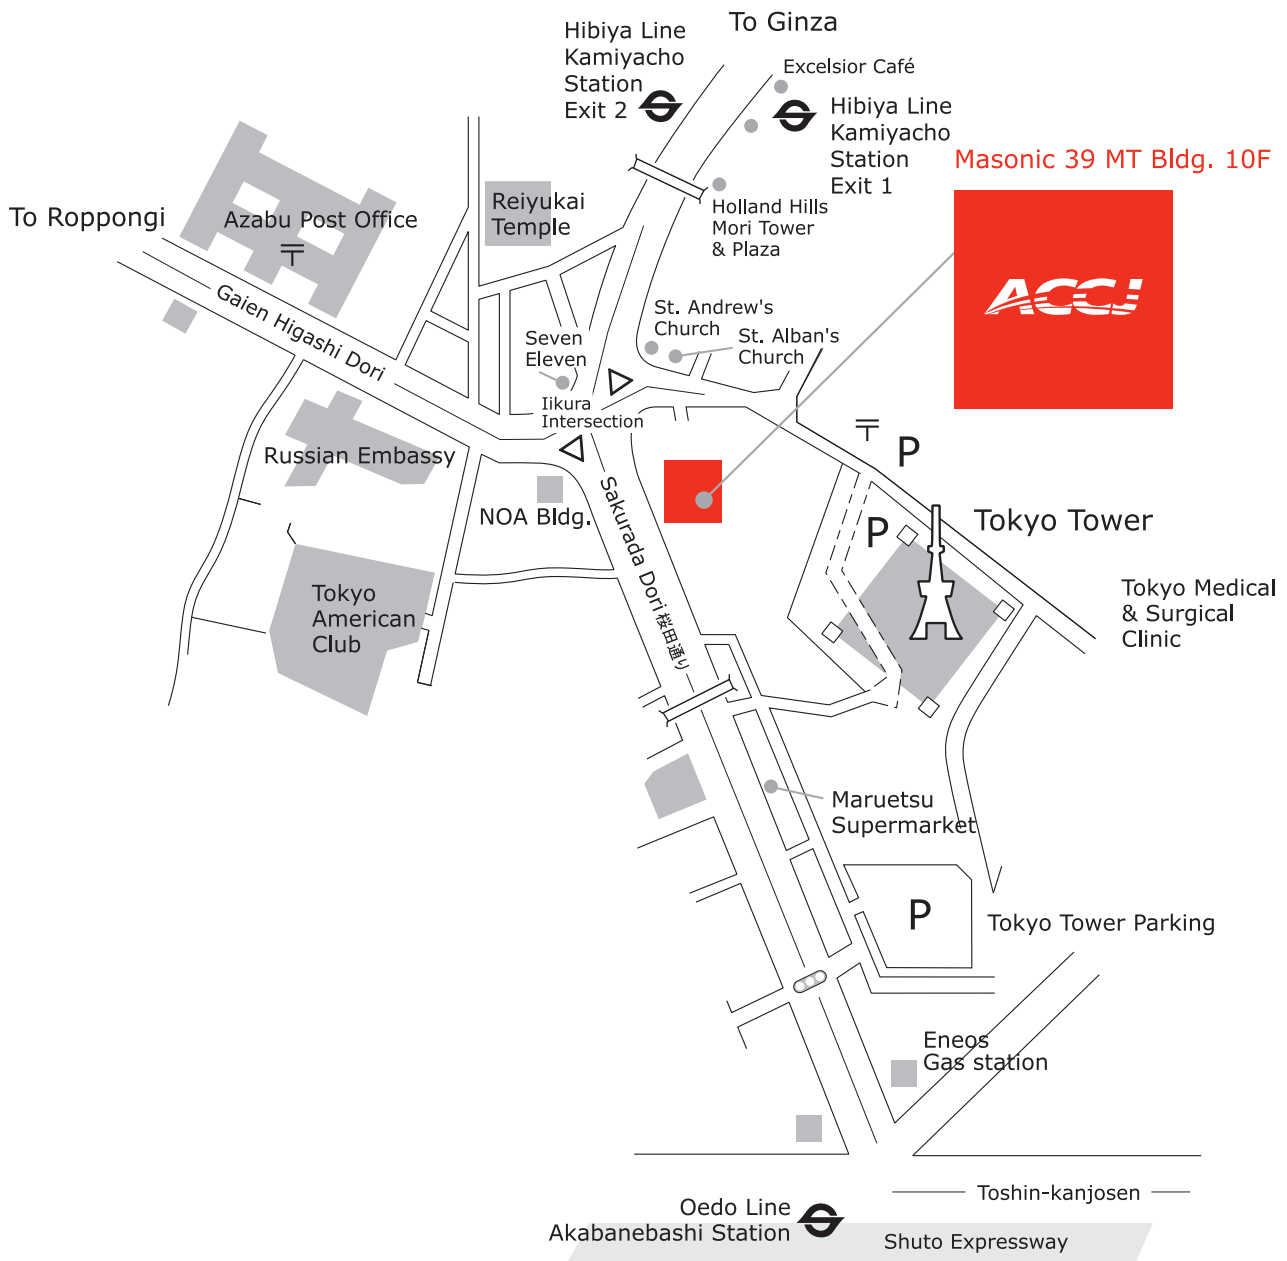 To Ginza
Hibiya Line
Kamiyacho
Station
Exit 2
Excelsior Café
Hibiya Line
Kamiyacho
Station
Exit 1
Masonic 39 MT Bldg. 10F
ACCJ
To Roppongi
Azabu Post Office
〒
Reiyukai
Temple
Holland Hills
Mori Tower
& Plaza
Gaien Higashi Dori
St. Andrew's
Church
St. Alban's
Church
Seven
Eleven
Iikura
Intersection
〒
P
Russian Embassy
NOA Bldg.
Sakurada Dori 桜田通り
P
Tokyo Tower
Tokyo
American
Club
Tokyo Medical
& Surgical
Clinic
Maruetsu
Supermarket
P
Tokyo Tower Parking
Eneos
Gas station
Toshin-kanjosen
Oedo Line
Akabanebashi Station
Shuto Expressway